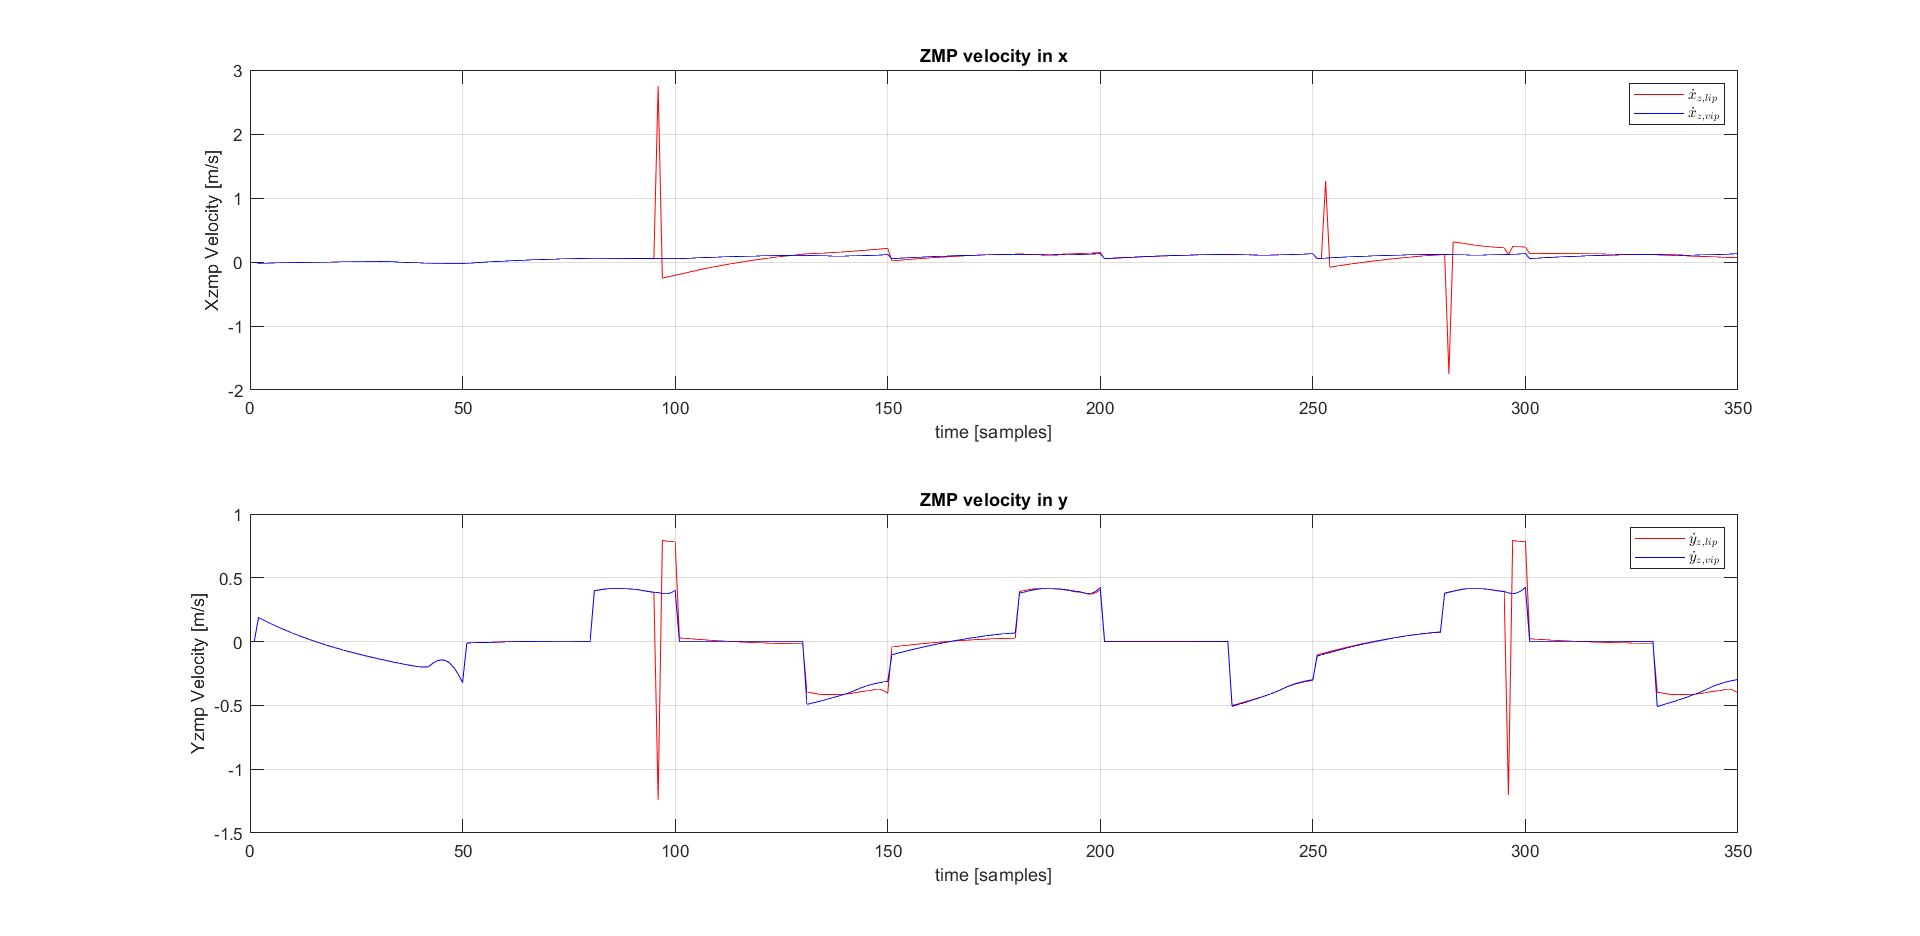 ZMP velocity in x
3
2
1
0
-1
-2
Xzmp Velocity [m/s]
ẋz,lip
ẋz,vip
0 50 100 150 200 250 300 350
time [samples]
ZMP velocity in y
1
0.5
0
-0.5
-1
-1.5
Yzmp Velocity [m/s]
ẏz,lip
ẏz,vip
0 50 100 150 200 250 300 350
time [samples]